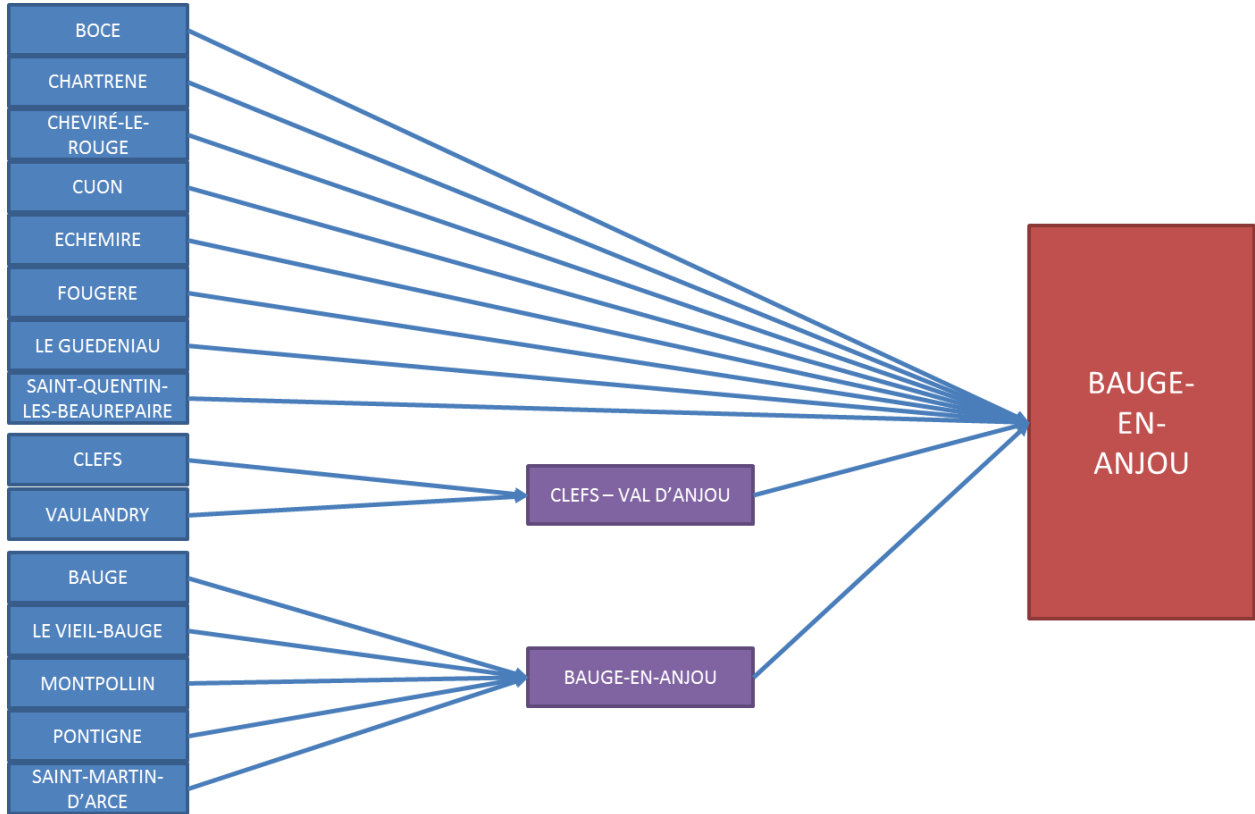 BOCE
CHARTRENE
CHEVIRÉ-LE-
ROUGE
CUON
ECHEMIRE
FOUGERE
LE GUEDENIAU
SAINT-QUENTIN-
LES-BEAUREPAIRE
CLEFS
VAULANDRY
BAUGE
LE VIEIL-BAUGE
MONTPOLLIN
PONTIGNE
SAINT-MARTIN-
D’ARCE
CLEFS – VAL D’ANJOU
BAUGE-EN-ANJOU
BAUGE-
EN-
ANJOU